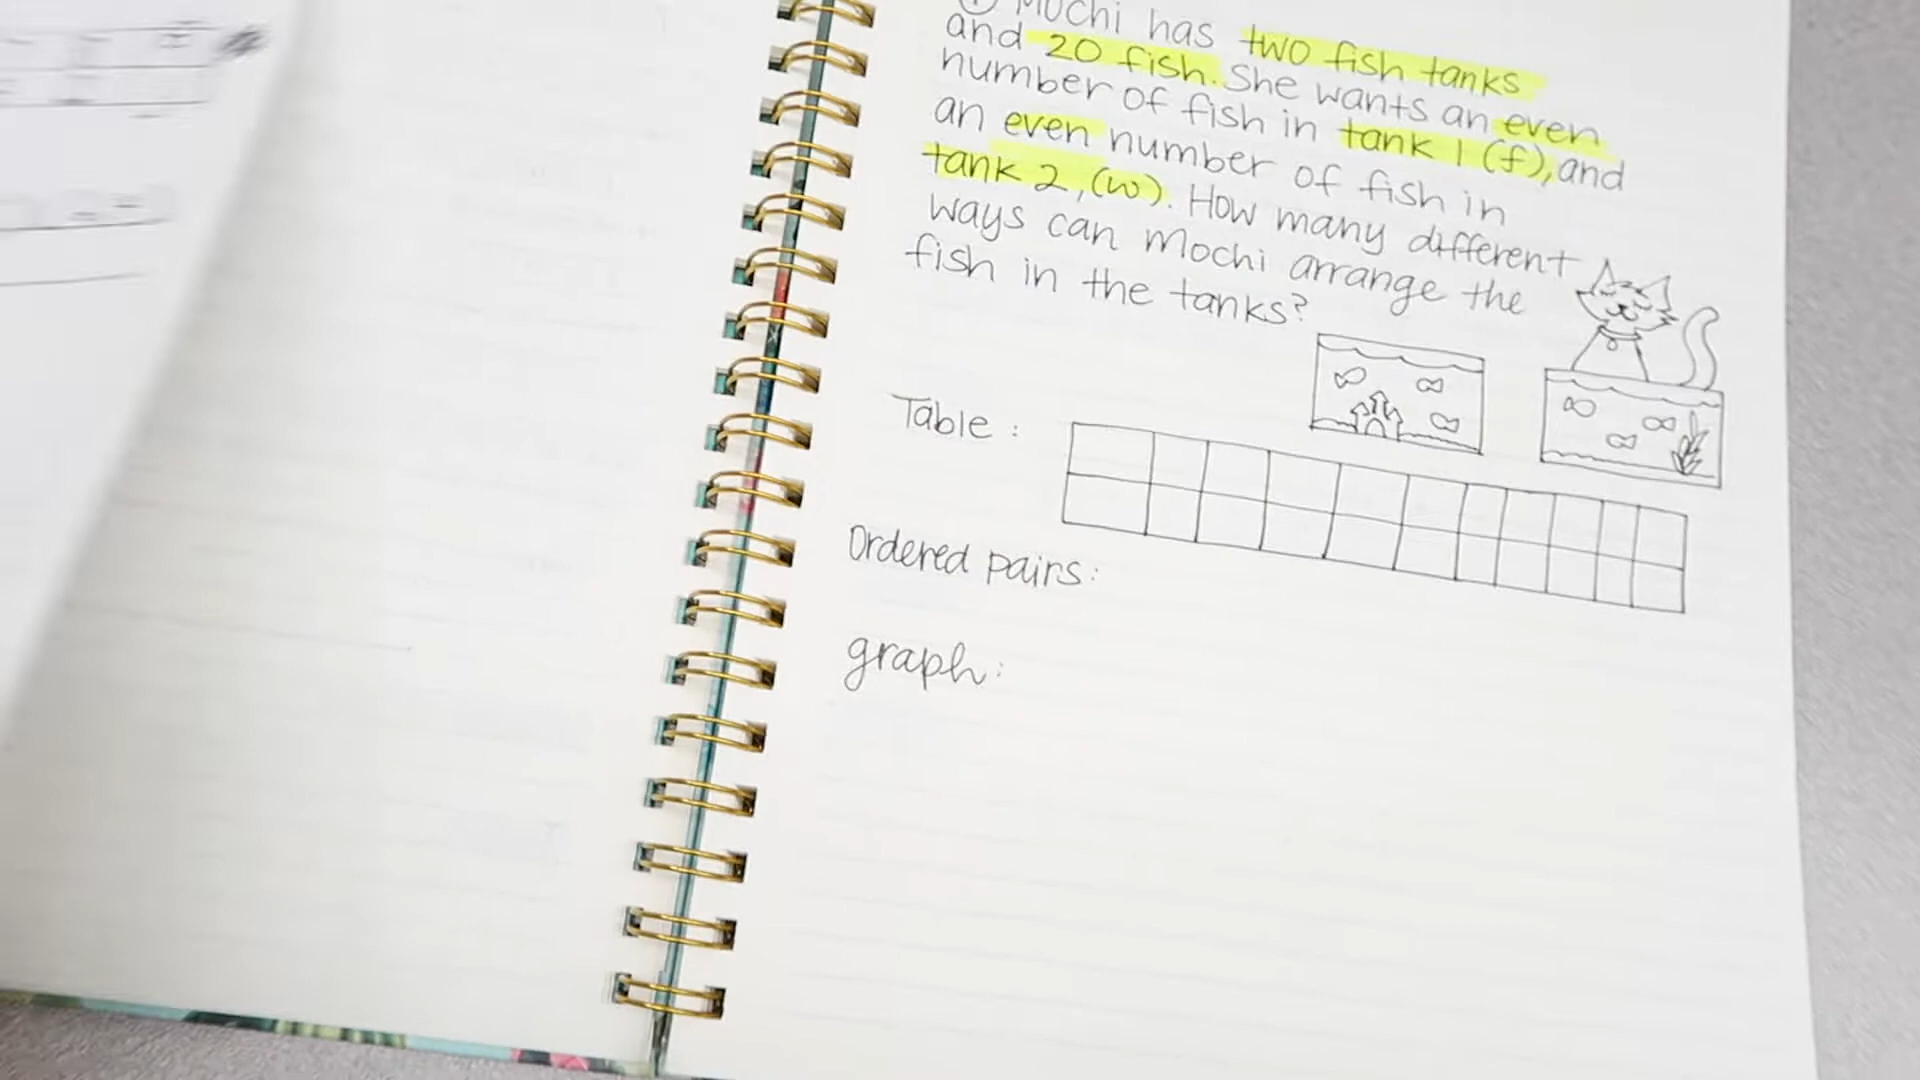 ① Mochi has two fish tanks
and 20 fish. She wants an even
number of fish in tank 1 (f), and
an even number of fish in
tank 2, (w). How many different
ways can Mochi arrange the
fish in the tanks?
Table:
Ordered pairs:
graph: